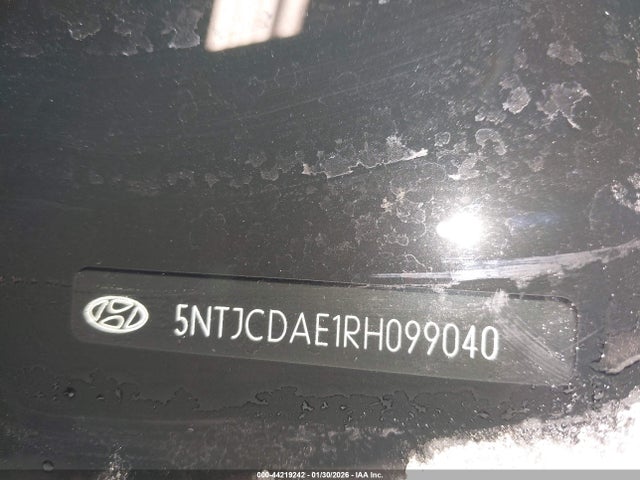 5NTJCDAE1RH099040
000-44219242 - 01/30/2026 - IAA Inc.